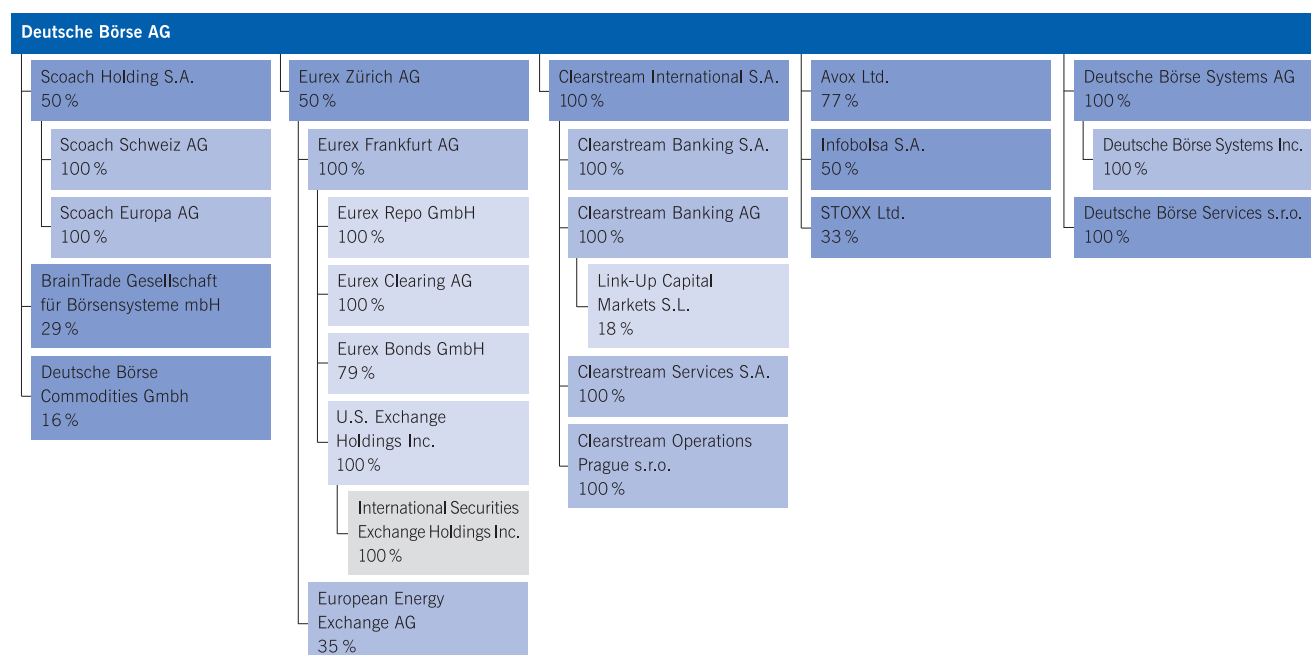 Deutsche Börse AG
Scoach Holding S.A.
50 %
Scoach Schweiz AG
100 %
Scoach Europa AG
100 %
BrainTrade Gesellschaft
für Börsensysteme mbH
29 %
Deutsche Börse
Commodities Gmbh
16 %
Eurex Zürich AG
50 %
Eurex Frankfurt AG
100 %
Eurex Repo GmbH
100 %
Eurex Clearing AG
100 %
Eurex Bonds GmbH
79 %
U.S. Exchange
Holdings Inc.
100 %
International Securities
Exchange Holdings Inc.
100 %
European Energy
Exchange AG
35 %
Clearstream International S.A.
100 %
Clearstream Banking S.A.
100 %
Clearstream Banking AG
100 %
Link-Up Capital
Markets S.L.
18 %
Clearstream Services S.A.
100 %
Clearstream Operations
Prague s.r.o.
100 %
Avox Ltd.
77 %
Infobolsa S.A.
50 %
STOXX Ltd.
33 %
Deutsche Börse Systems AG
100 %
Deutsche Börse Systems Inc.
100 %
Deutsche Börse Services s.r.o.
100 %